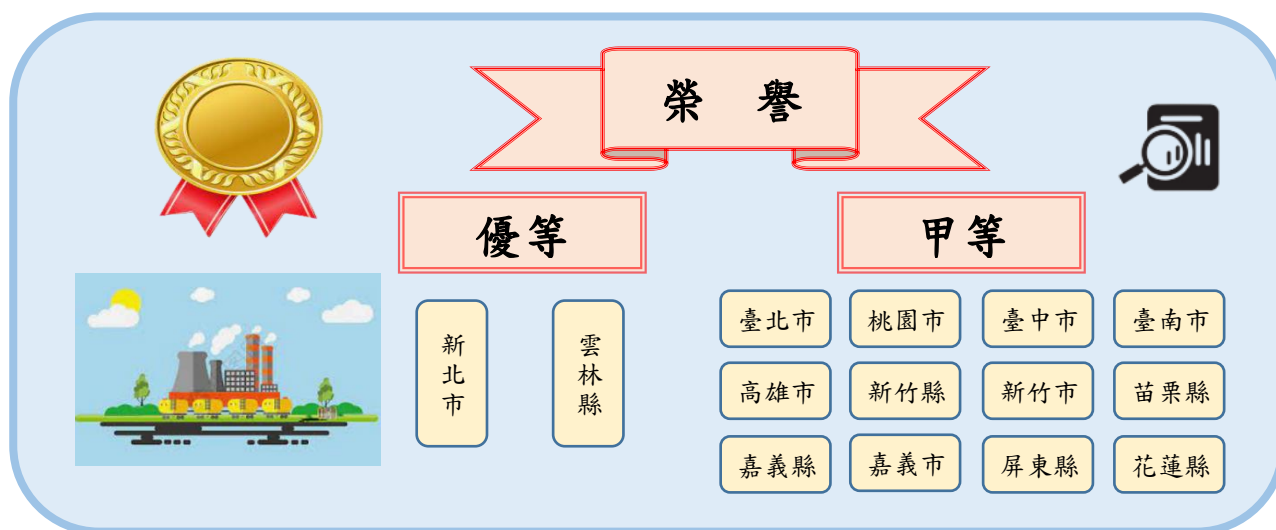 榮 譽
優等
新北市
雲林縣
甲等
臺北市 桃園市 臺中市 臺南市
高雄市 新竹縣 新竹市 苗栗縣
嘉義縣 嘉義市 屏東縣 花蓮縣